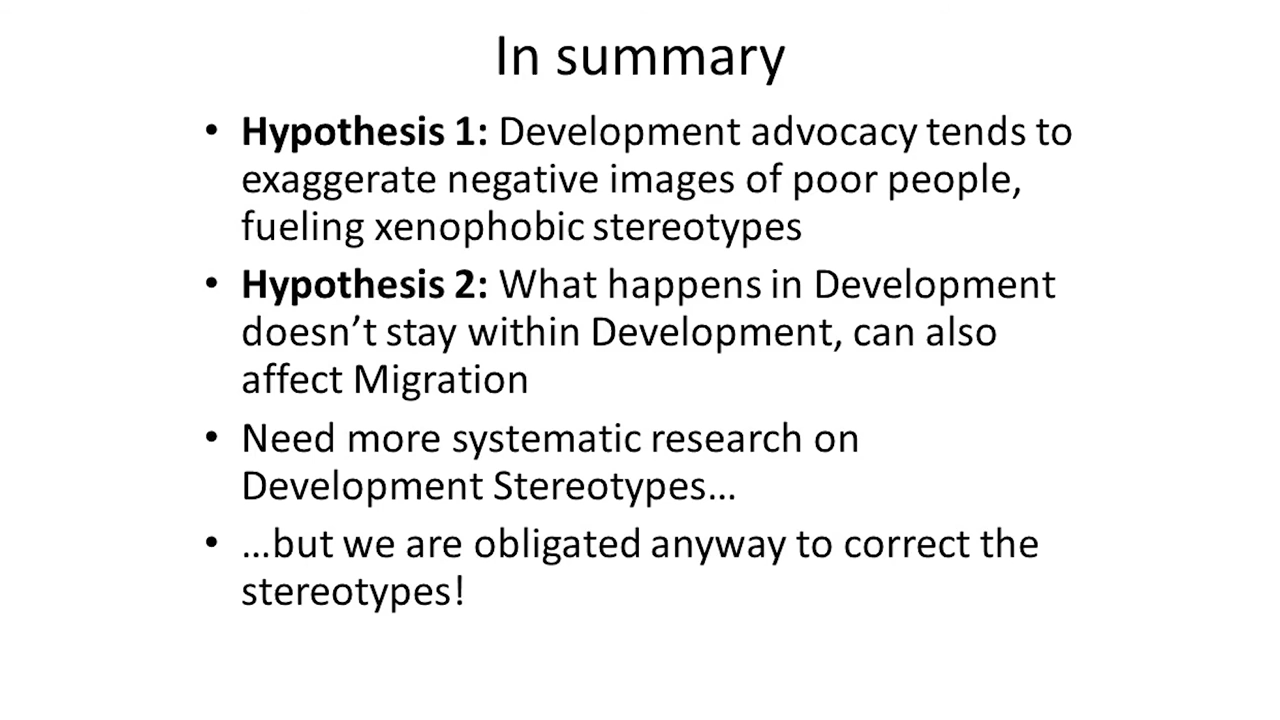 In summary
• Hypothesis 1: Development advocacy tends to
exaggerate negative images of poor people,
fueling xenophobic stereotypes
• Hypothesis 2: What happens in Development
doesn’t stay within Development, can also
affect Migration
• Need more systematic research on
Development Stereotypes…
• …but we are obligated anyway to correct the
stereotypes!